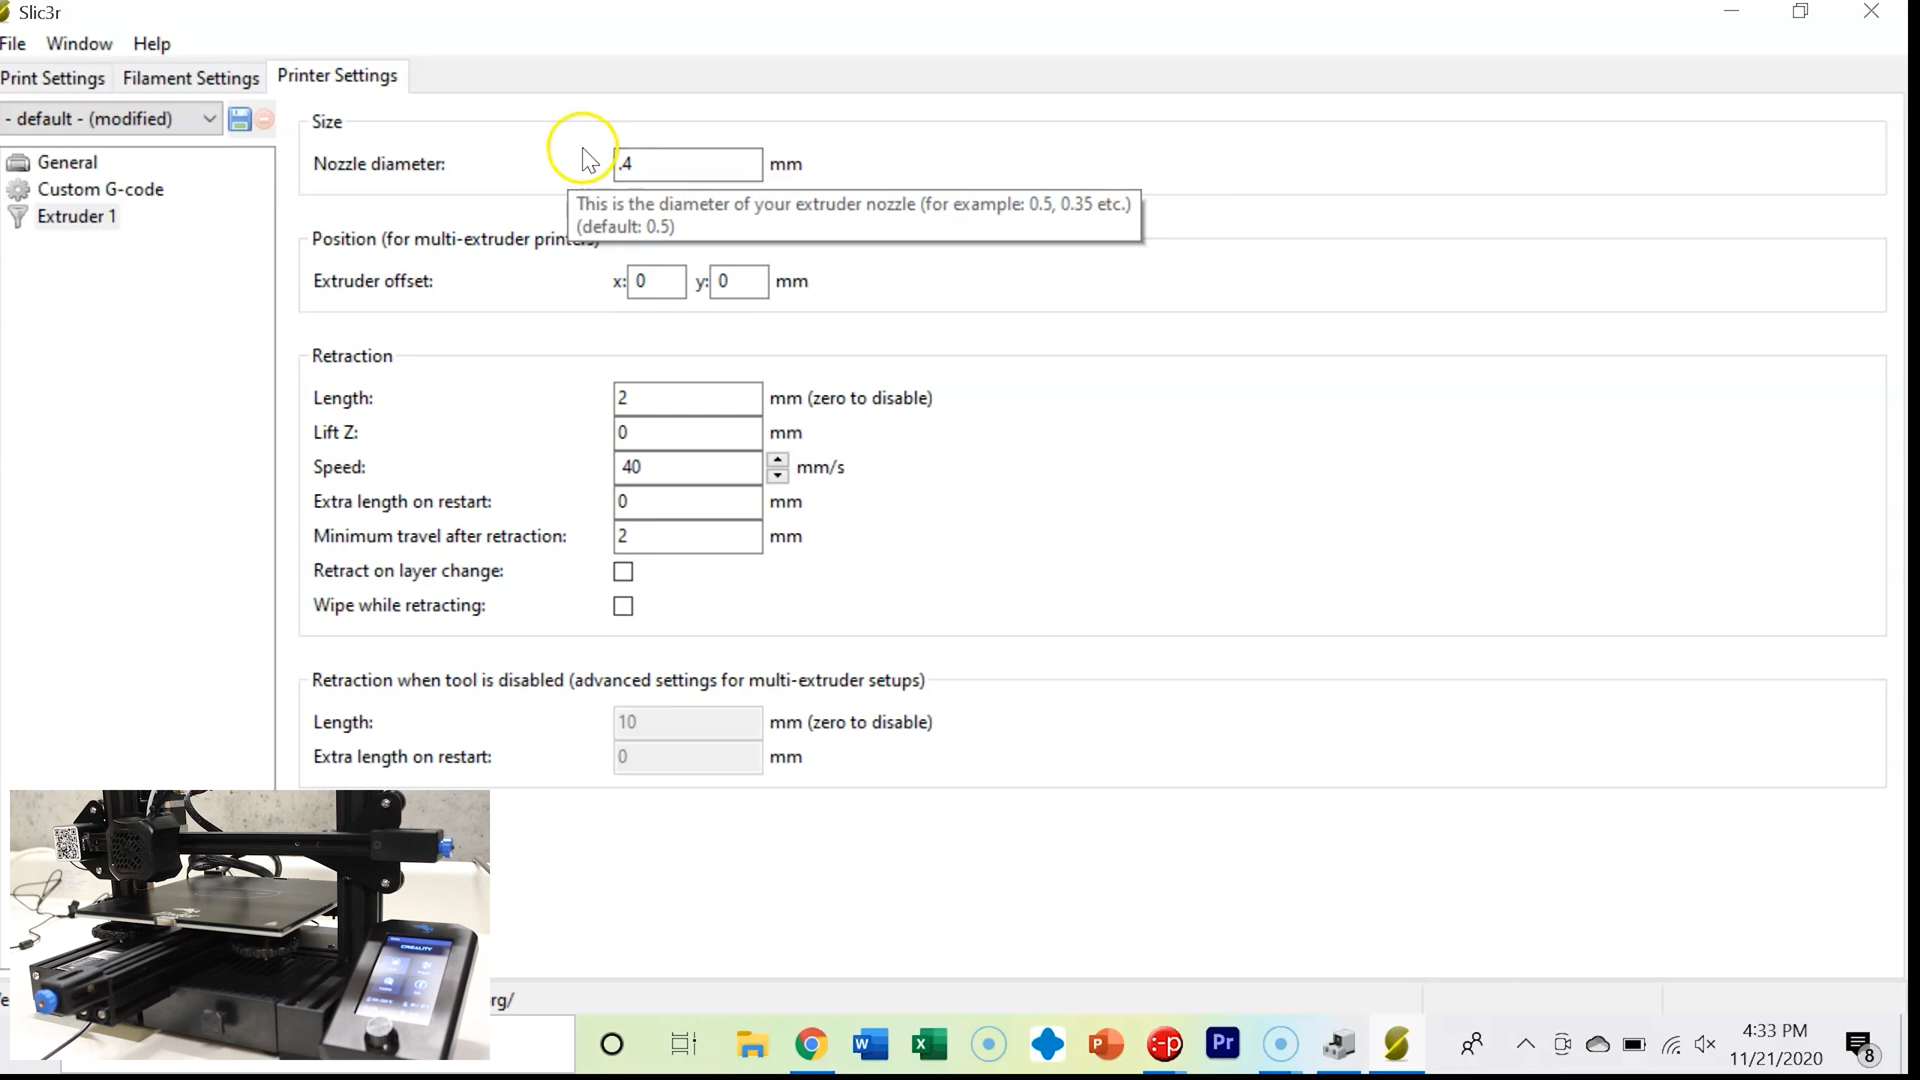 Slic3r
File Window Help
Print Settings Filament Settings Printer Settings
- default - (modified)
General
Custom G-code
Extruder 1
Size
Nozzle diameter: .4 mm
This is the diameter of your extruder nozzle (for example: 0.5, 0.35 etc.)
(default: 0.5)
Position (for multi-extruder printers)
Extruder offset: x: 0 y: 0 mm
Retraction
Length: 2 mm (zero to disable)
Lift Z: 0 mm
Speed: 40 mm/s
Extra length on restart: 0 mm
Minimum travel after retraction: 2 mm
Retract on layer change:
Wipe while retracting:
Retraction when tool is disabled (advanced settings for multi-extruder setups)
Length: 10 mm (zero to disable)
Extra length on restart: 0 mm
CREALITY
rg/
W X P :-p Pr
4:33 PM
11/21/2020
8